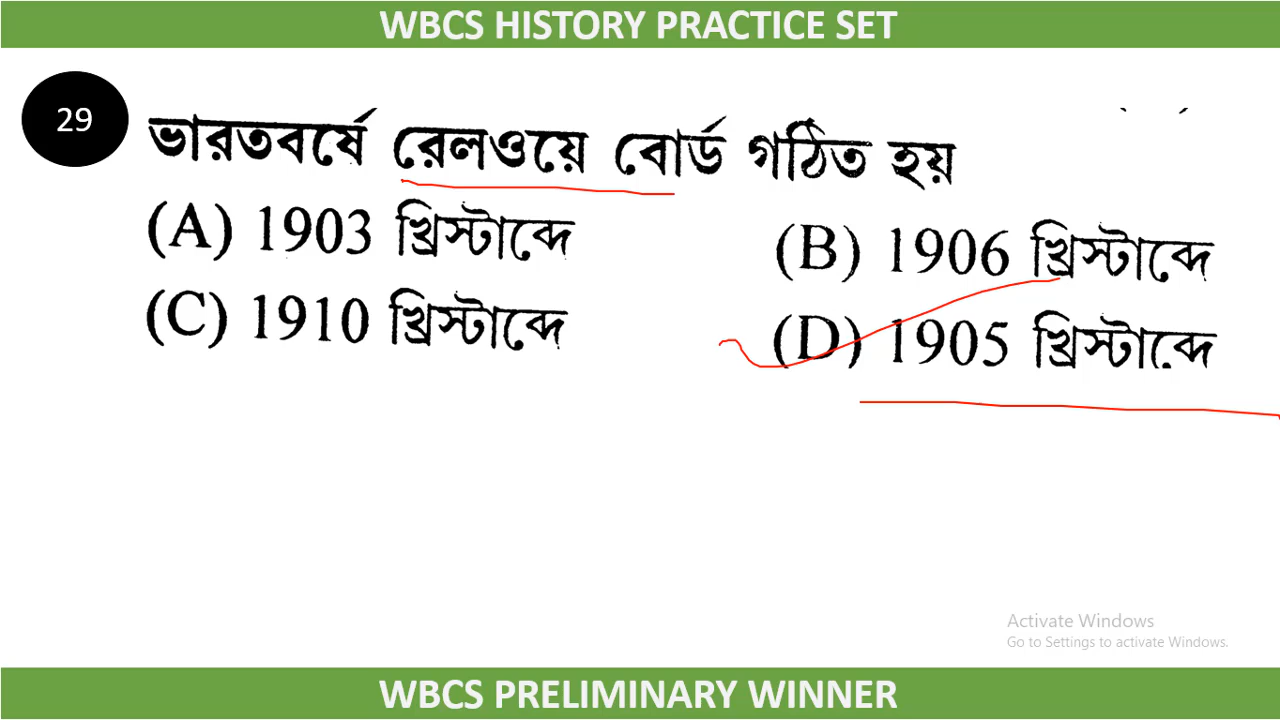 WBCS HISTORY PRACTICE SET
29
ভারতবর্ষে রেলওয়ে বোর্ড গঠিত হয়
(A) 1903 খ্রিস্টাব্দে
(B) 1906 খ্রিস্টাব্দে
(C) 1910 খ্রিস্টাব্দে
(D) 1905 খ্রিস্টাব্দে
Activate Windows
Go to Settings to activate Windows.
WBCS PRELIMINARY WINNER